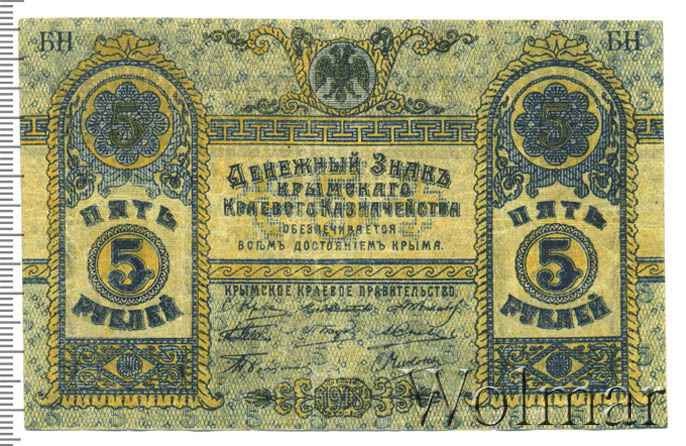 БН БН
5 5
Денежный Знакъ
Крымскаго
Краевого Казначейства
обезпечивается
всѣмъ достоянiемъ Крыма.
ПЯТЬ ПЯТЬ
5 5
РУБЛЕЙ РУБЛЕЙ
Крымское Краевое Правительство
1918
Wolmar